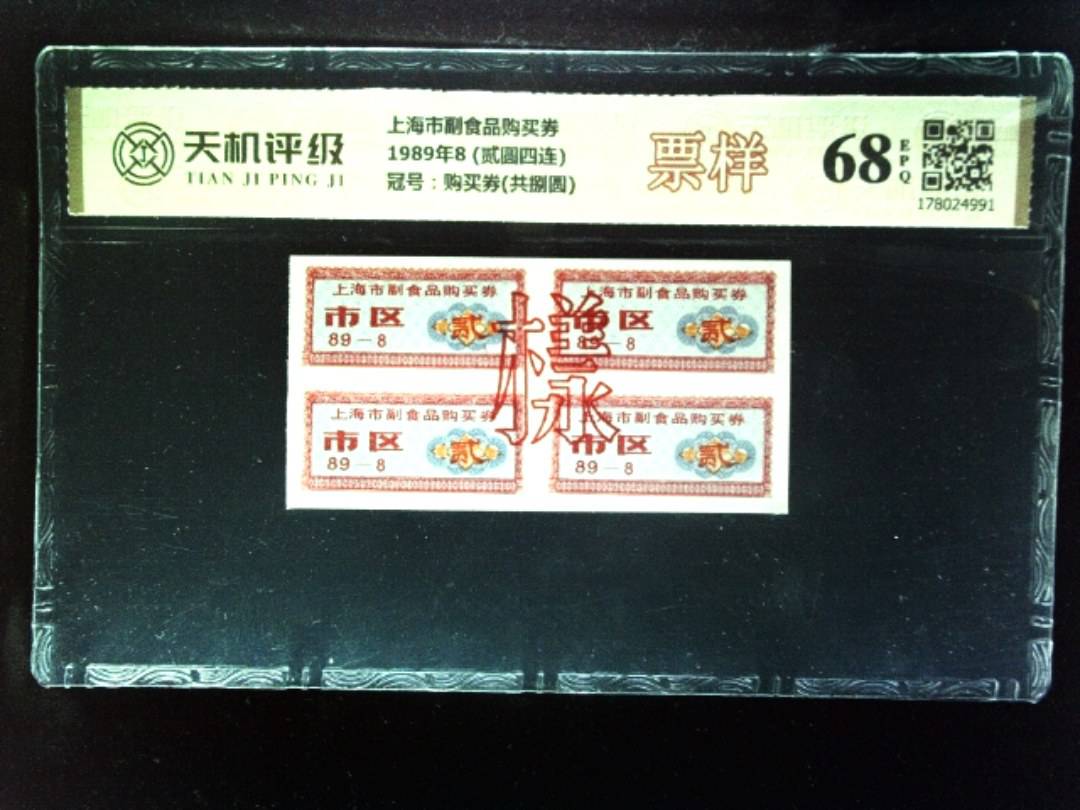 天机评级
TIAN JI PING JI
上海市副食品购买券
1989年8 (贰圆四连)
冠号：购买券(共捌圆)
票样
68
EPQ
178024991
上海市副食品购买券
市区
89—8
贰
上海市副食品购买券
市区
89—8
贰
樣
上海市副食品购买券
市区
89—8
贰
上海市副食品购买券
市区
89—8
贰